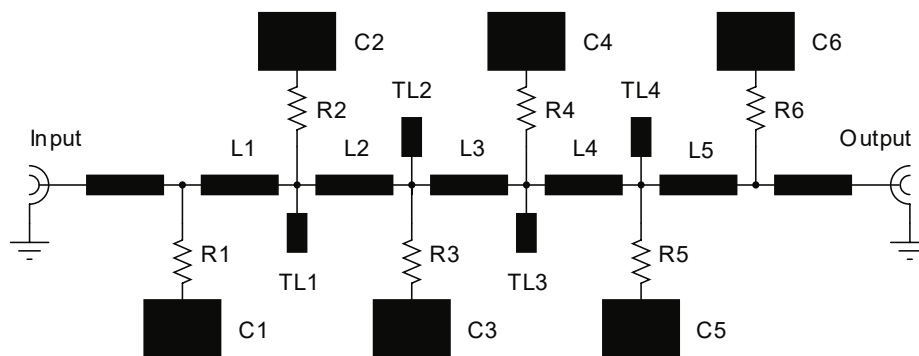 C2
C4
C6
R2
TL2
R4
TL4
R6
Input
L1
L2
L3
L4
L5
Output
R1
TL1
R3
TL3
R5
C1
C3
C5